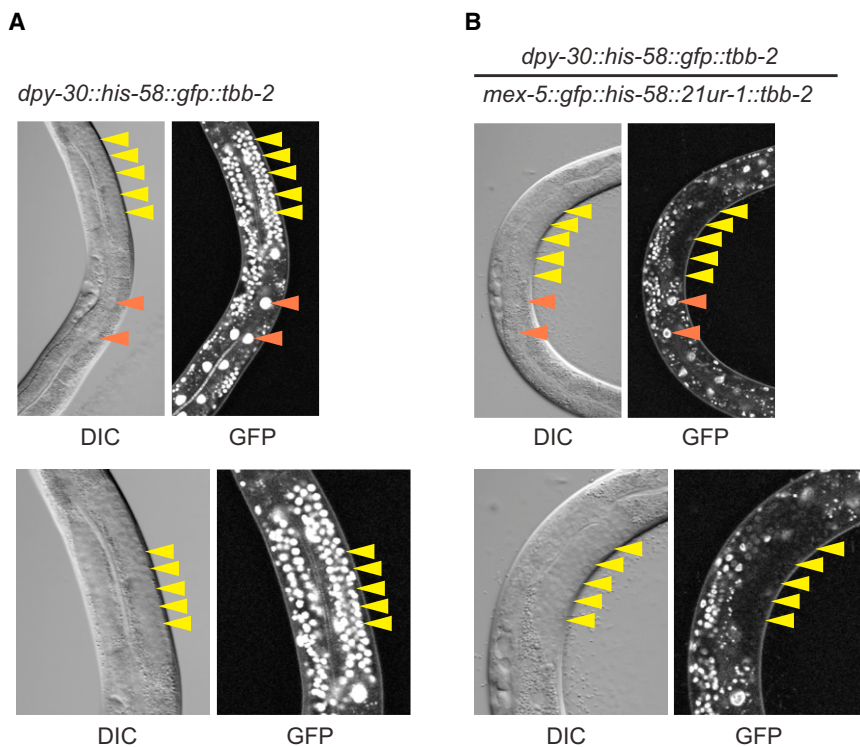 A
dpy-30::his-58::gfp::tbb-2
DIC
GFP
DIC
GFP
B
dpy-30::his-58::gfp::tbb-2
mex-5::gfp::his-58::21ur-1::tbb-2
DIC
GFP
DIC
GFP